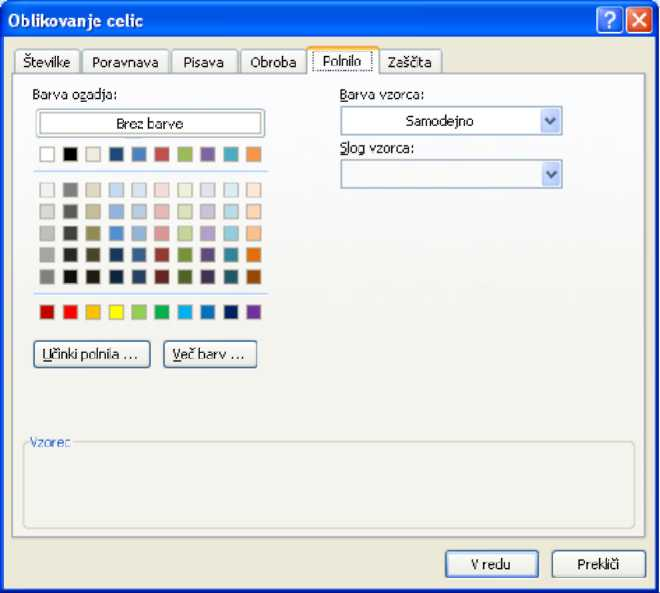 Oblikovanje celic
Številke Poravnava Pisava Obroba Polnilo Zaščita
Barva ozadja:
Brez barve
Učinki polnila ...
Več barv ...
Barva vzorca:
Samodejno
Slog vzorca:
Vzorec
V redu Prekliči